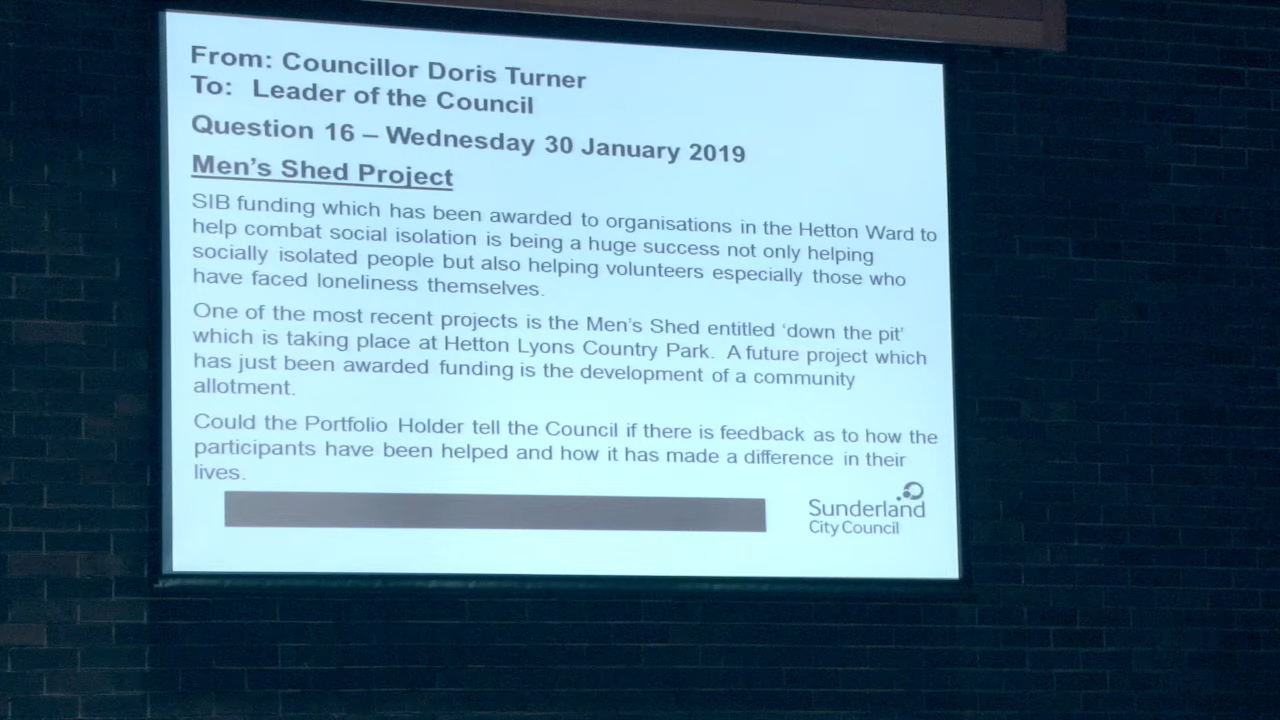 From: Councillor Doris Turner
To: Leader of the Council
Question 16 – Wednesday 30 January 2019
Men's Shed Project
SIB funding which has been awarded to organisations in the Hetton Ward to
help combat social isolation is being a huge success not only helping
socially isolated people but also helping volunteers especially those who
have faced loneliness themselves.
One of the most recent projects is the Men's Shed entitled 'down the pit'
which is taking place at Hetton Lyons Country Park. A future project which
has just been awarded funding is the development of a community
allotment.
Could the Portfolio Holder tell the Council if there is feedback as to how the
participants have been helped and how it has made a difference in their
lives.
Sunderland
City Council